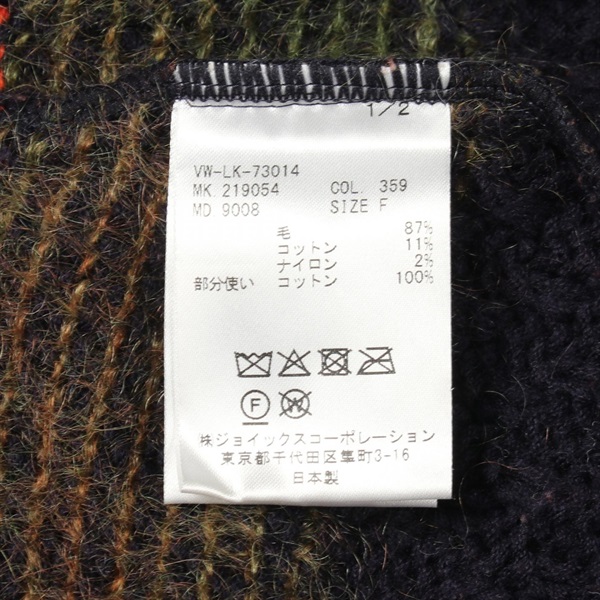 1/2
VW-LK-73014
MK 219054 COL. 359
MD 9008 SIZE F
毛 87%
コットン 11%
ナイロン 2%
部分使い コットン 100%
F W
株ジョイックスコーポレーション
東京都千代田区隼町3-16
日本製